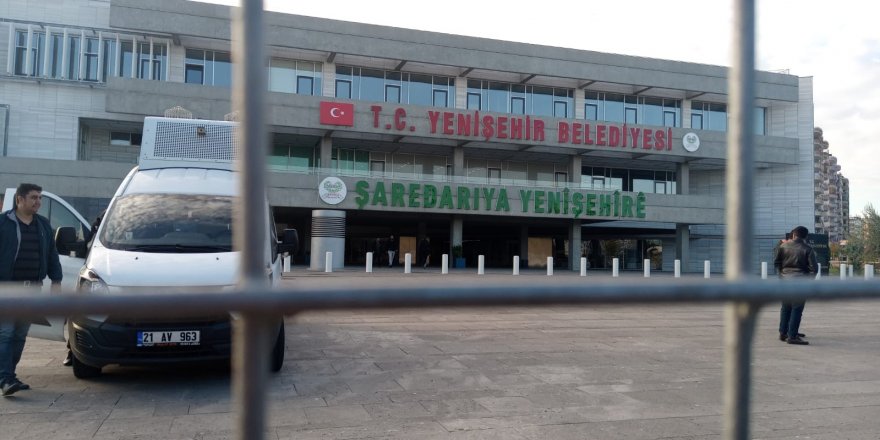 T.C. YENİŞEHİR BELEDİYESİ
ŞAREDARIYA YENİŞEHİRÊ
21 AV 963